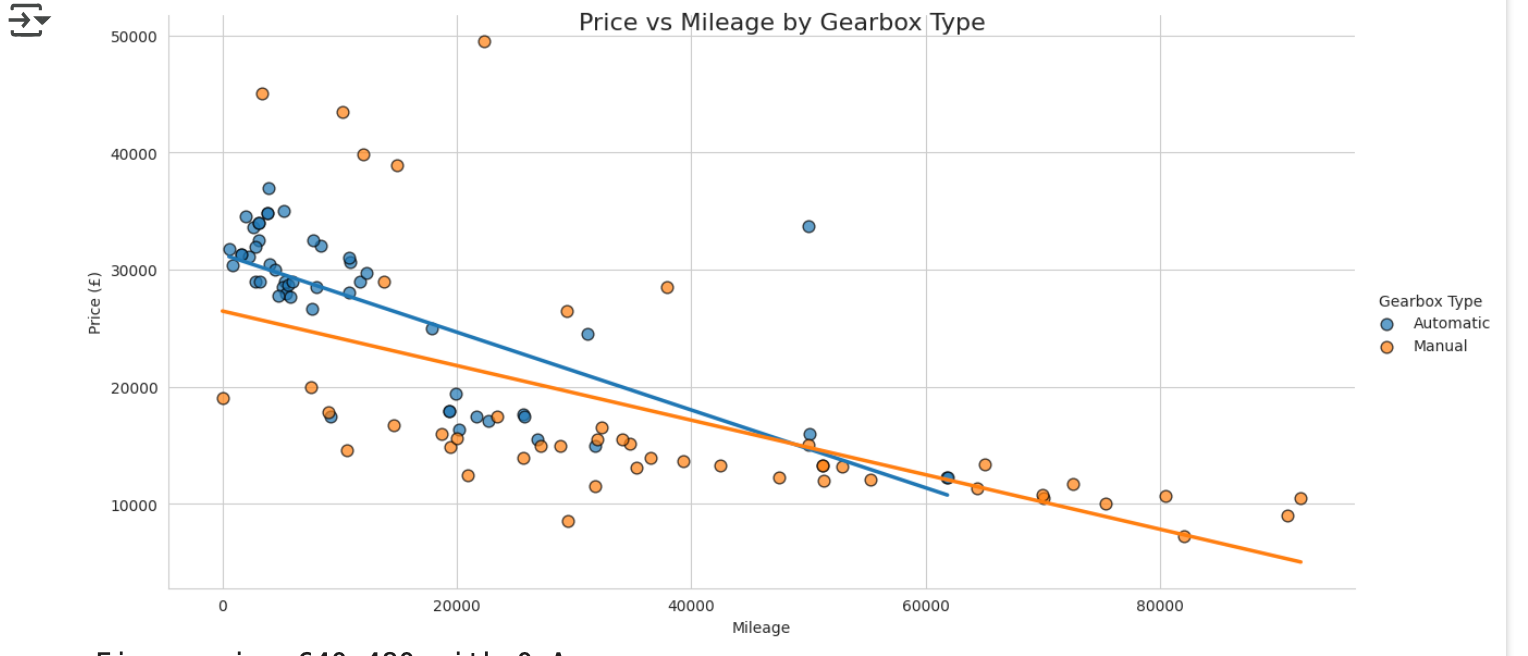 Price vs Mileage by Gearbox Type
50000
40000
30000
20000
10000
Price (£)
0 20000 40000 60000 80000
Mileage
Gearbox Type
Automatic
Manual